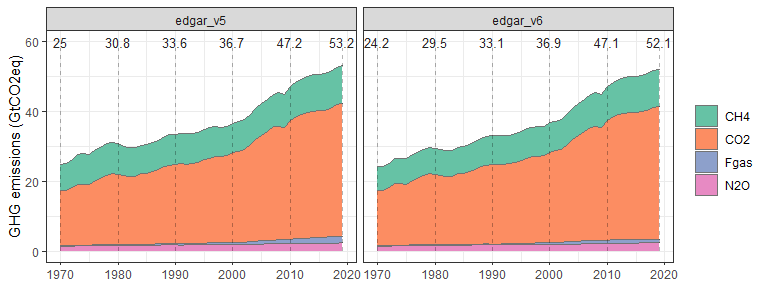 edgar_v5
edgar_v6
60
40
20
0
GHG emissions (GtCO2eq)
25 30.8 33.6 36.7 47.2 53.2
24.2 29.5 33.1 36.9 47.1 52.1
1970 1980 1990 2000 2010 2020
1970 1980 1990 2000 2010 2020
CH4
CO2
Fgas
N2O